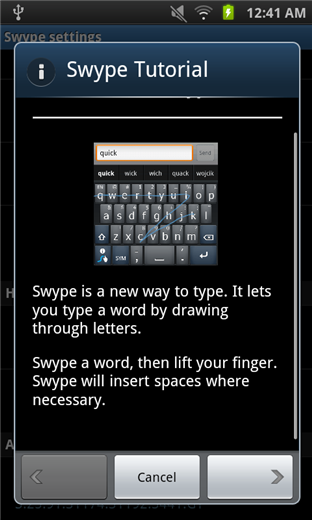 12:41 AM
Swype settings
Swype Tutorial
quick
quick wick wich quack wojcik
q w e r t y u i o p
a s d f g h j k l
z x c v b n m
SYM
Swype is a new way to type. It lets
you type a word by drawing
through letters.
Swype a word, then lift your finger.
Swype will insert spaces where
necessary.
Cancel